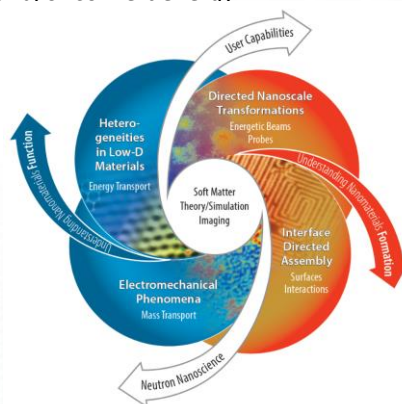 User Capabilities
Directed Nanoscale
Transformations
Energetic Beams
Probes
Hetero-
geneities
in Low-D
Materials
Energy Transport
Understanding Nanomaterials Function
Understanding Nanomaterials Formation
Soft Matter
Theory/Simulation
Imaging
Interface
Directed
Assembly
Surfaces
Interactions
Electromechanical
Phenomena
Mass Transport
Neutron Nanoscience